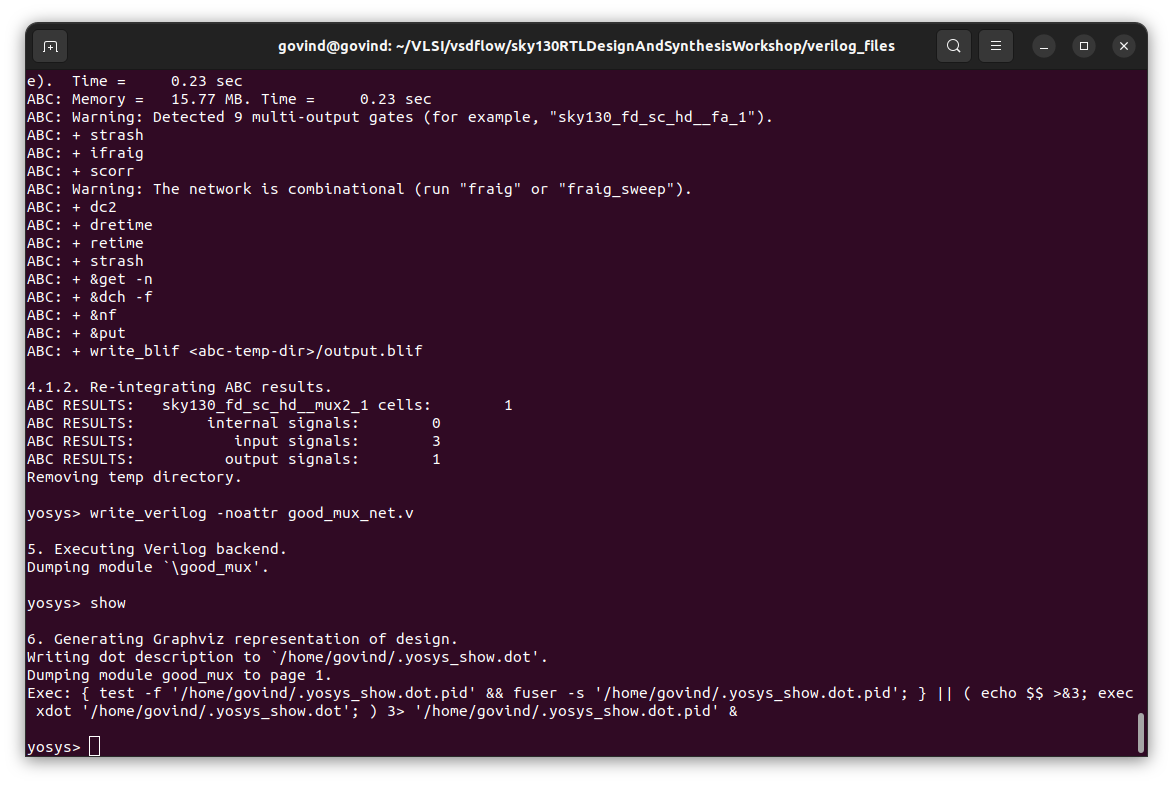 govind@govind: ~/VLSI/vsdflow/sky130RTLDesignAndSynthesisWorkshop/verilog_files
e).  Time =     0.23 sec
ABC: Memory =   15.77 MB. Time =     0.23 sec
ABC: Warning: Detected 9 multi-output gates (for example, "sky130_fd_sc_hd__fa_1").
ABC: + strash
ABC: + ifraig
ABC: + scorr
ABC: Warning: The network is combinational (run "fraig" or "fraig_sweep").
ABC: + dc2
ABC: + dretime
ABC: + retime
ABC: + strash
ABC: + &get -n
ABC: + &dch -f
ABC: + &nf
ABC: + &put
ABC: + write_blif <abc-temp-dir>/output.blif
4.1.2. Re-integrating ABC results.
ABC RESULTS:   sky130_fd_sc_hd__mux2_1 cells:        1
ABC RESULTS:        internal signals:        0
ABC RESULTS:           input signals:        3
ABC RESULTS:          output signals:        1
Removing temp directory.
yosys> write_verilog -noattr good_mux_net.v
5. Executing Verilog backend.
Dumping module `\good_mux'.
yosys> show
6. Generating Graphviz representation of design.
Writing dot description to `/home/govind/.yosys_show.dot'.
Dumping module good_mux to page 1.
Exec: { test -f '/home/govind/.yosys_show.dot.pid' && fuser -s '/home/govind/.yosys_show.dot.pid'; } || ( echo $$ >&3; exec
 xdot '/home/govind/.yosys_show.dot'; ) 3> '/home/govind/.yosys_show.dot.pid' &
yosys>